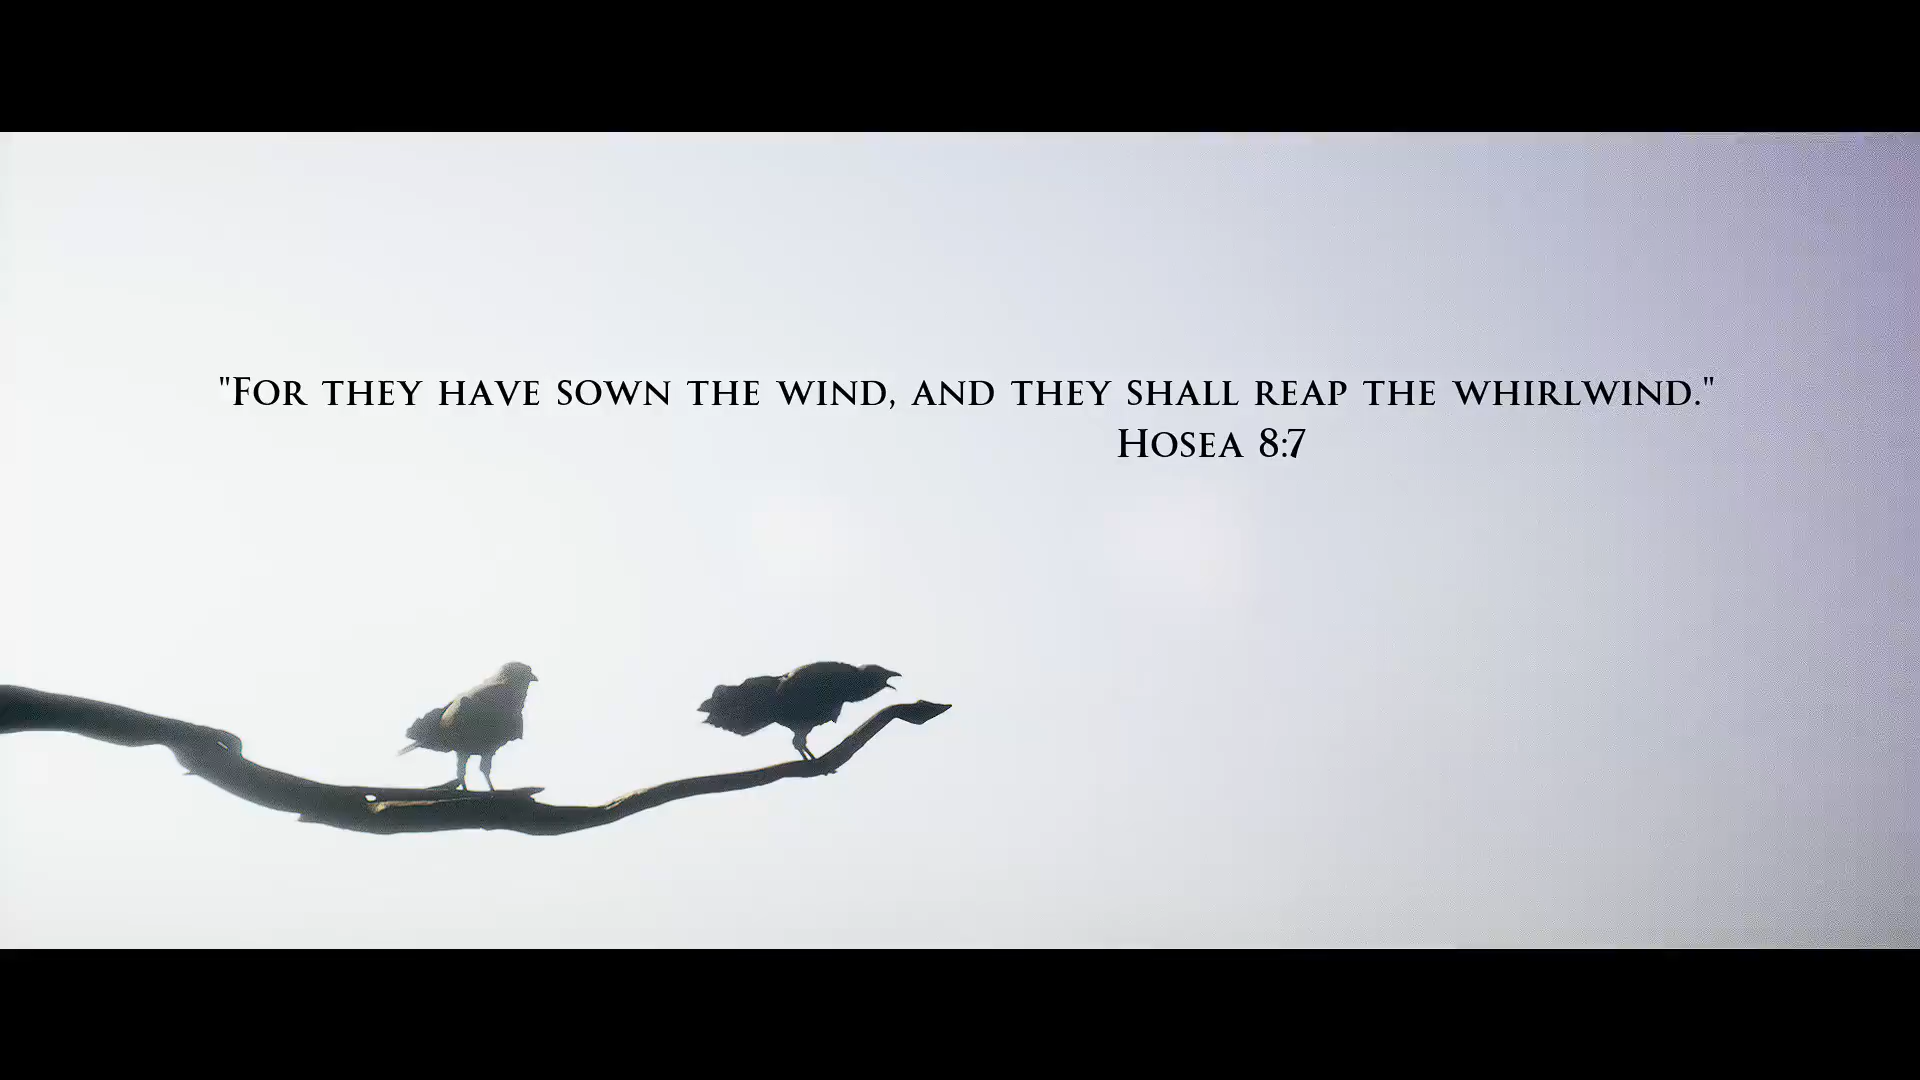 "For they have sown the wind, and they shall reap the whirlwind."
Hosea 8:7